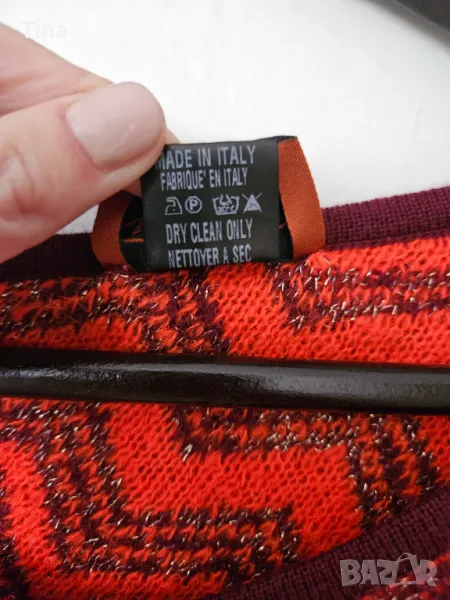 Tina
MADE IN ITALY
FABRIQUE' EN ITALY
P
DRY CLEAN ONLY
NETTOYER A SEC
BAZAR